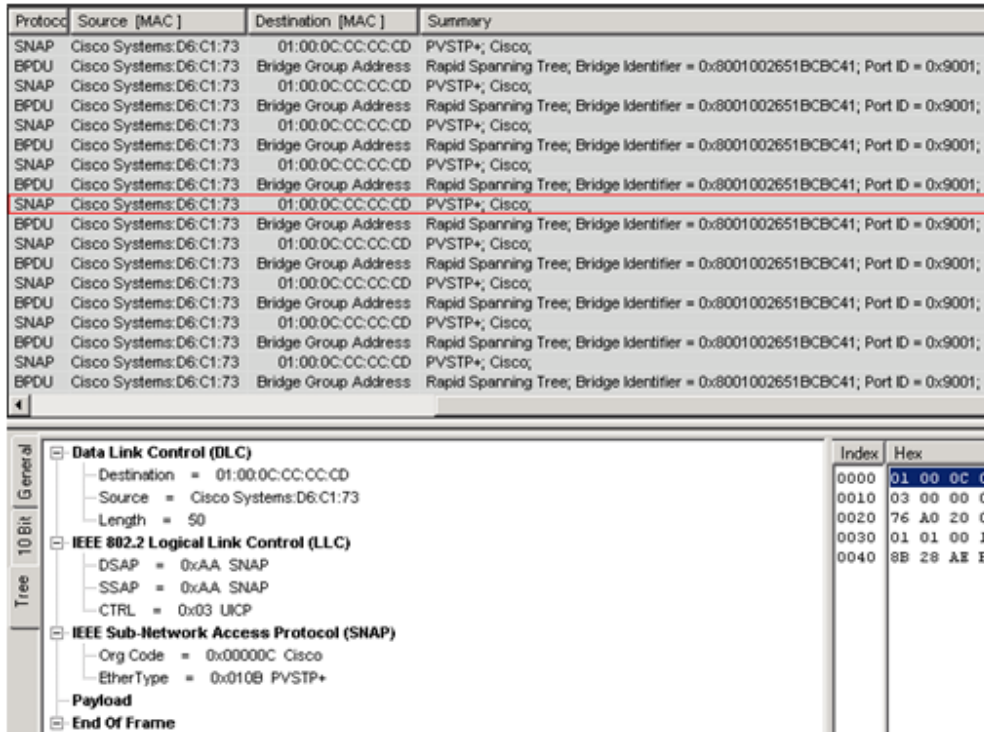 Protocc Source [MAC] Destination [MAC] Summary
SNAP Cisco Systems:D6:C1:73 01:00:0C:CC:CC:CD PVSTP+; Cisco;
BPDU Cisco Systems:D6:C1:73 Bridge Group Address Rapid Spanning Tree; Bridge Identifier = 0x8001002651BCBC41; Port ID = 0x9001;
SNAP Cisco Systems:D6:C1:73 01:00:0C:CC:CC:CD PVSTP+; Cisco;
BPDU Cisco Systems:D6:C1:73 Bridge Group Address Rapid Spanning Tree; Bridge Identifier = 0x8001002651BCBC41; Port ID = 0x9001;
SNAP Cisco Systems:D6:C1:73 01:00:0C:CC:CC:CD PVSTP+; Cisco;
BPDU Cisco Systems:D6:C1:73 Bridge Group Address Rapid Spanning Tree; Bridge Identifier = 0x8001002651BCBC41; Port ID = 0x9001;
SNAP Cisco Systems:D6:C1:73 01:00:0C:CC:CC:CD PVSTP+; Cisco;
BPDU Cisco Systems:D6:C1:73 Bridge Group Address Rapid Spanning Tree; Bridge Identifier = 0x8001002651BCBC41; Port ID = 0x9001;
SNAP Cisco Systems:D6:C1:73 01:00:0C:CC:CC:CD PVSTP+; Cisco;
BPDU Cisco Systems:D6:C1:73 Bridge Group Address Rapid Spanning Tree; Bridge Identifier = 0x8001002651BCBC41; Port ID = 0x9001;
SNAP Cisco Systems:D6:C1:73 01:00:0C:CC:CC:CD PVSTP+; Cisco;
BPDU Cisco Systems:D6:C1:73 Bridge Group Address Rapid Spanning Tree; Bridge Identifier = 0x8001002651BCBC41; Port ID = 0x9001;
SNAP Cisco Systems:D6:C1:73 01:00:0C:CC:CC:CD PVSTP+; Cisco;
BPDU Cisco Systems:D6:C1:73 Bridge Group Address Rapid Spanning Tree; Bridge Identifier = 0x8001002651BCBC41; Port ID = 0x9001;
SNAP Cisco Systems:D6:C1:73 01:00:0C:CC:CC:CD PVSTP+; Cisco;
BPDU Cisco Systems:D6:C1:73 Bridge Group Address Rapid Spanning Tree; Bridge Identifier = 0x8001002651BCBC41; Port ID = 0x9001;
SNAP Cisco Systems:D6:C1:73 01:00:0C:CC:CC:CD PVSTP+; Cisco;
BPDU Cisco Systems:D6:C1:73 Bridge Group Address Rapid Spanning Tree; Bridge Identifier = 0x8001002651BCBC41; Port ID = 0x9001;
General
10 Bit
Tree
Data Link Control (DLC)
Destination = 01:00:0C:CC:CC:CD
Source = Cisco Systems:D6:C1:73
Length = 50
IEEE 802.2 Logical Link Control (LLC)
DSAP = 0xAA SNAP
SSAP = 0xAA SNAP
CTRL = 0x03 UICP
IEEE Sub-Network Access Protocol (SNAP)
Org Code = 0x00000C Cisco
EtherType = 0x010B PVSTP+
Payload
End Of Frame
Index Hex
0000 01 00 0C
0010 03 00 00
0020 76 A0 20
0030 01 01 00
0040 8B 28 AE